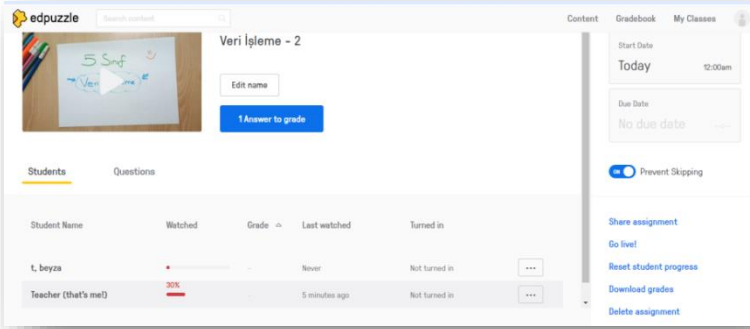 edpuzzle
Search content
Content Gradebook My Classes
5 Sınıf
Veri İşleme - 2
Edit name
1 Answer to grade
Start Date
Today 12:00am
Due Date
No due date
Prevent Skipping
ON
Students Questions
Student Name Watched Grade Last watched Turned in
t, beyza -- Never Not turned in
30%
Teacher (that's me!) -- 5 minutes ago Not turned in
Share assignment
Go live!
Reset student progress
Download grades
Delete assignment